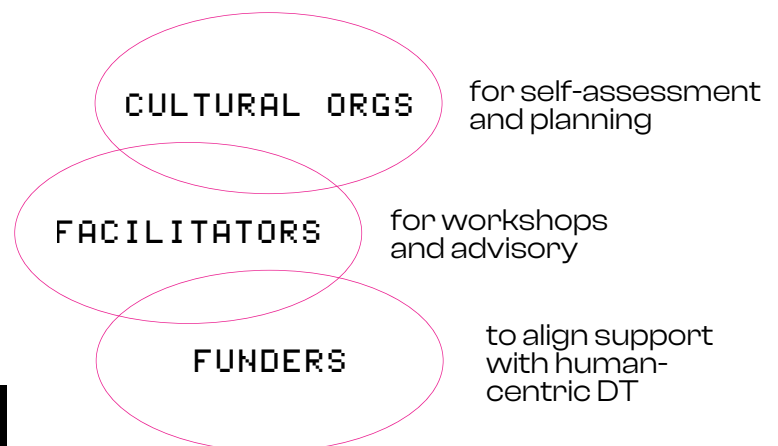 CULTURAL ORGS
for self-assessment
and planning
FACILITATORS
for workshops
and advisory
FUNDERS
to align support
with human-
centric DT